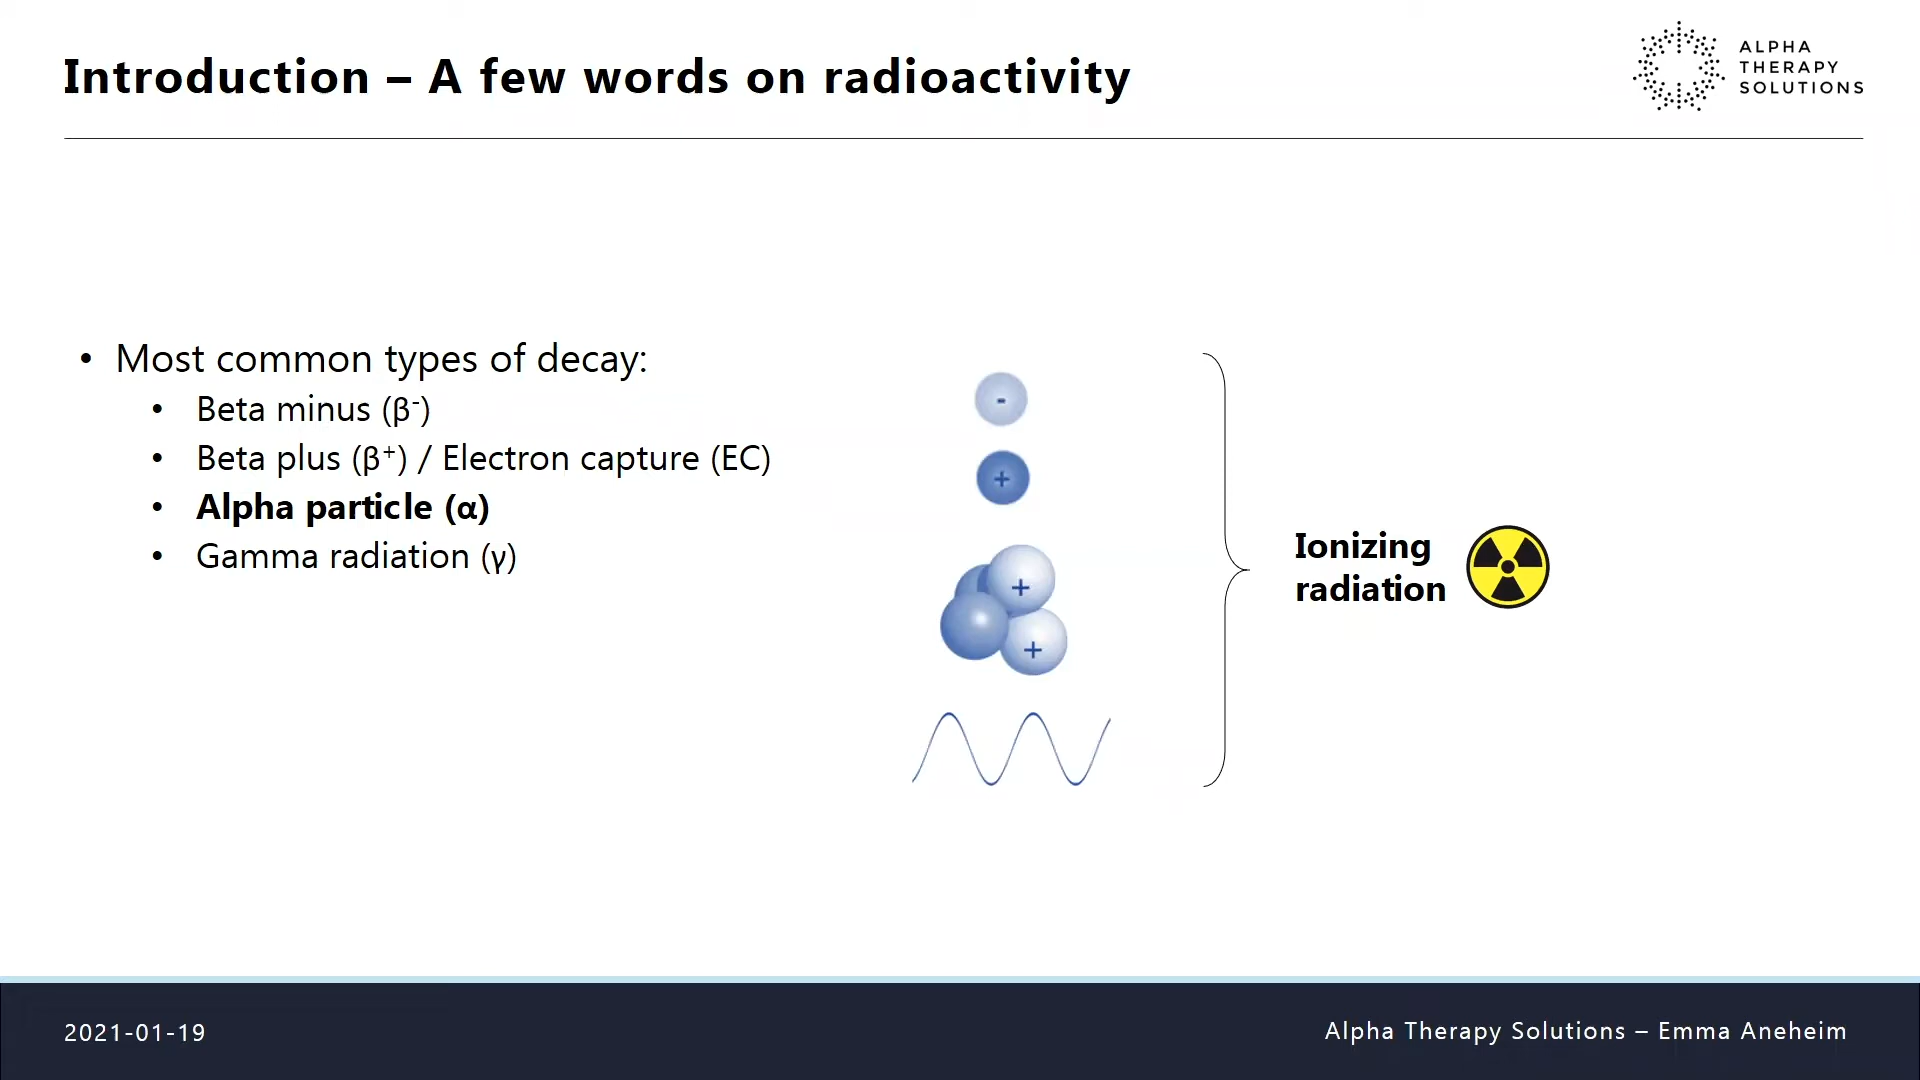 Introduction – A few words on radioactivity
ALPHA
THERAPY
SOLUTIONS
• Most common types of decay:
• Beta minus (β⁻)
• Beta plus (β⁺) / Electron capture (EC)
• Alpha particle (α)
• Gamma radiation (γ)
-
+
+
+
Ionizing
radiation
2021-01-19
Alpha Therapy Solutions – Emma Aneheim